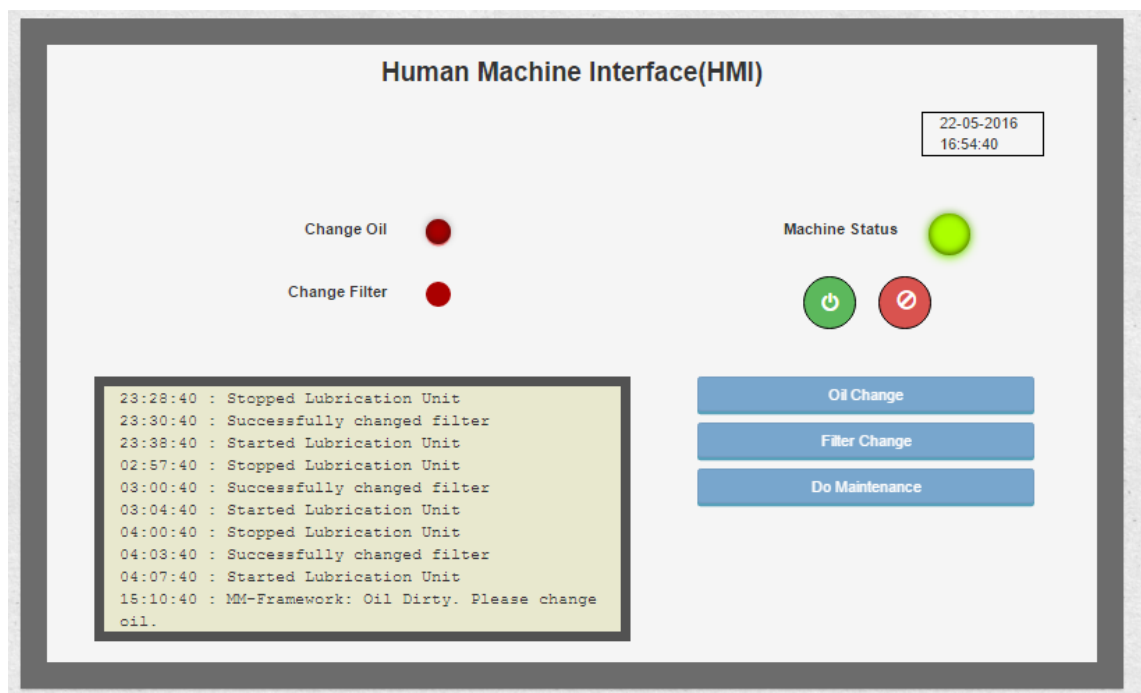 Human Machine Interface(HMI)
22-05-2016
16:54:40
Change Oil
Machine Status
Change Filter
23:28:40 : Stopped Lubrication Unit
23:30:40 : Successfully changed filter
23:38:40 : Started Lubrication Unit
02:57:40 : Stopped Lubrication Unit
03:00:40 : Successfully changed filter
03:04:40 : Started Lubrication Unit
04:00:40 : Stopped Lubrication Unit
04:03:40 : Successfully changed filter
04:07:40 : Started Lubrication Unit
15:10:40 : MM-Framework: Oil Dirty. Please change
oil.
Oil Change
Filter Change
Do Maintenance